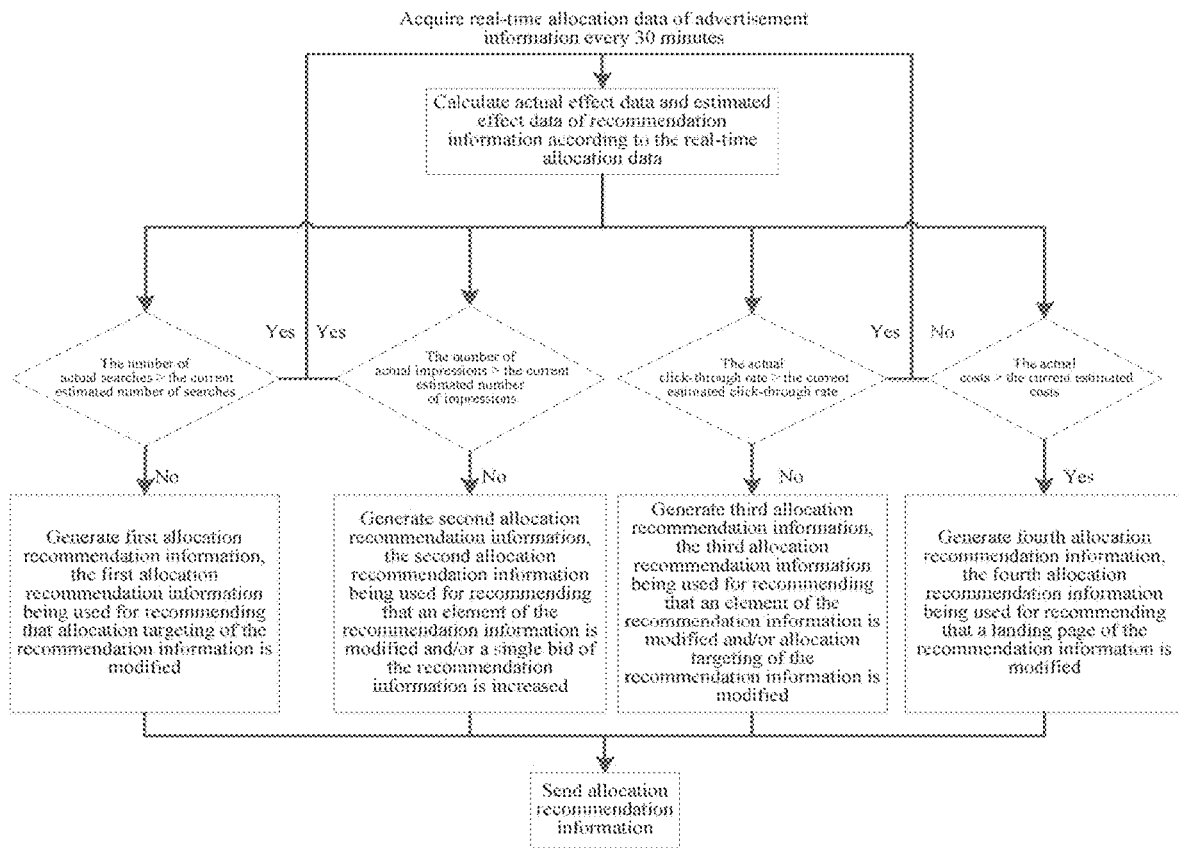 Acquire real-time allocation data of advertisement
information every 30 minutes
Calculate actual effect data and estimated
effect data of recommendation
information according to the real-time
allocation data
Yes
Yes
Yes
No
The number of
actual searches > the current
estimated number of searches
The number of
actual impressions > the current
estimated number
of impressions
The actual
click-through rate > the current
estimated click-through rate
The actual
costs > the current estimated
costs
No
No
No
Yes
Generate first allocation
recommendation information,
the first allocation
recommendation information
being used for recommending
that allocation targeting of the
recommendation information is
modified
Generate second allocation
recommendation information,
the second allocation
recommendation information
being used for recommending
that an element of the
recommendation information is
modified and/or a single bid of
the recommendation
information is increased
Generate third allocation
recommendation information,
the third allocation
recommendation information
being used for recommending
that an element of the
recommendation information is
modified and/or allocation
targeting of the
recommendation information is
modified
Generate fourth allocation
recommendation information,
the fourth allocation
recommendation information
being used for recommending
that a landing page of the
recommendation information is
modified
Send allocation
recommendation
information